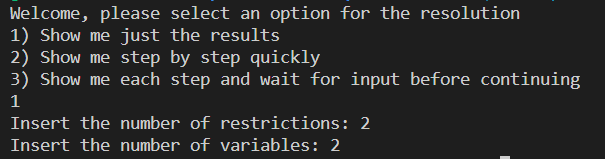 Welcome, please select an option for the resolution
1) Show me just the results
2) Show me step by step quickly
3) Show me each step and wait for input before continuing
1
Insert the number of restrictions: 2
Insert the number of variables: 2